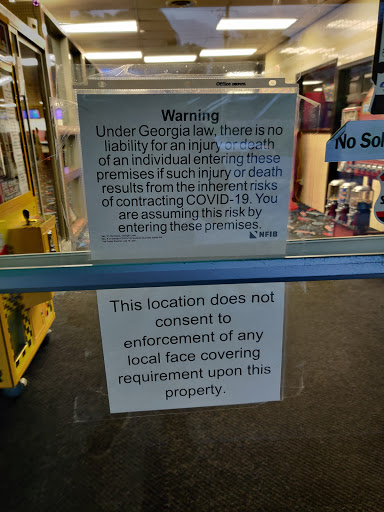 Warning
Under Georgia law, there is no
liability for an injury or death
of an individual entering these
premises if such injury or death
results from the inherent risks
of contracting COVID-19. You
are assuming this risk by
entering these premises.
NFIB
No Sol
This location does not
consent to
enforcement of any
local face covering
requirement upon this
property.